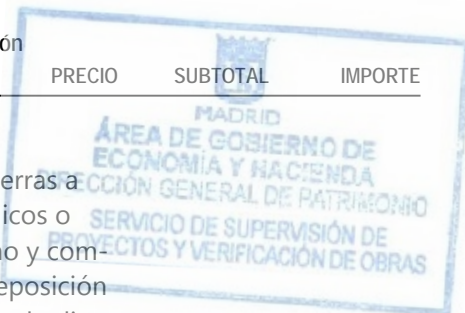 ón
PRECIO SUBTOTAL IMPORTE
MADRID
ÁREA DE GOBIERNO DE
ECONOMÍA Y HACIENDA
erras a
DIRECCIÓN GENERAL DE PATRIMONIO
icos o
SERVICIO DE SUPERVISIÓN DE
no y com-
PROYECTOS Y VERIFICACIÓN DE OBRAS
eposición